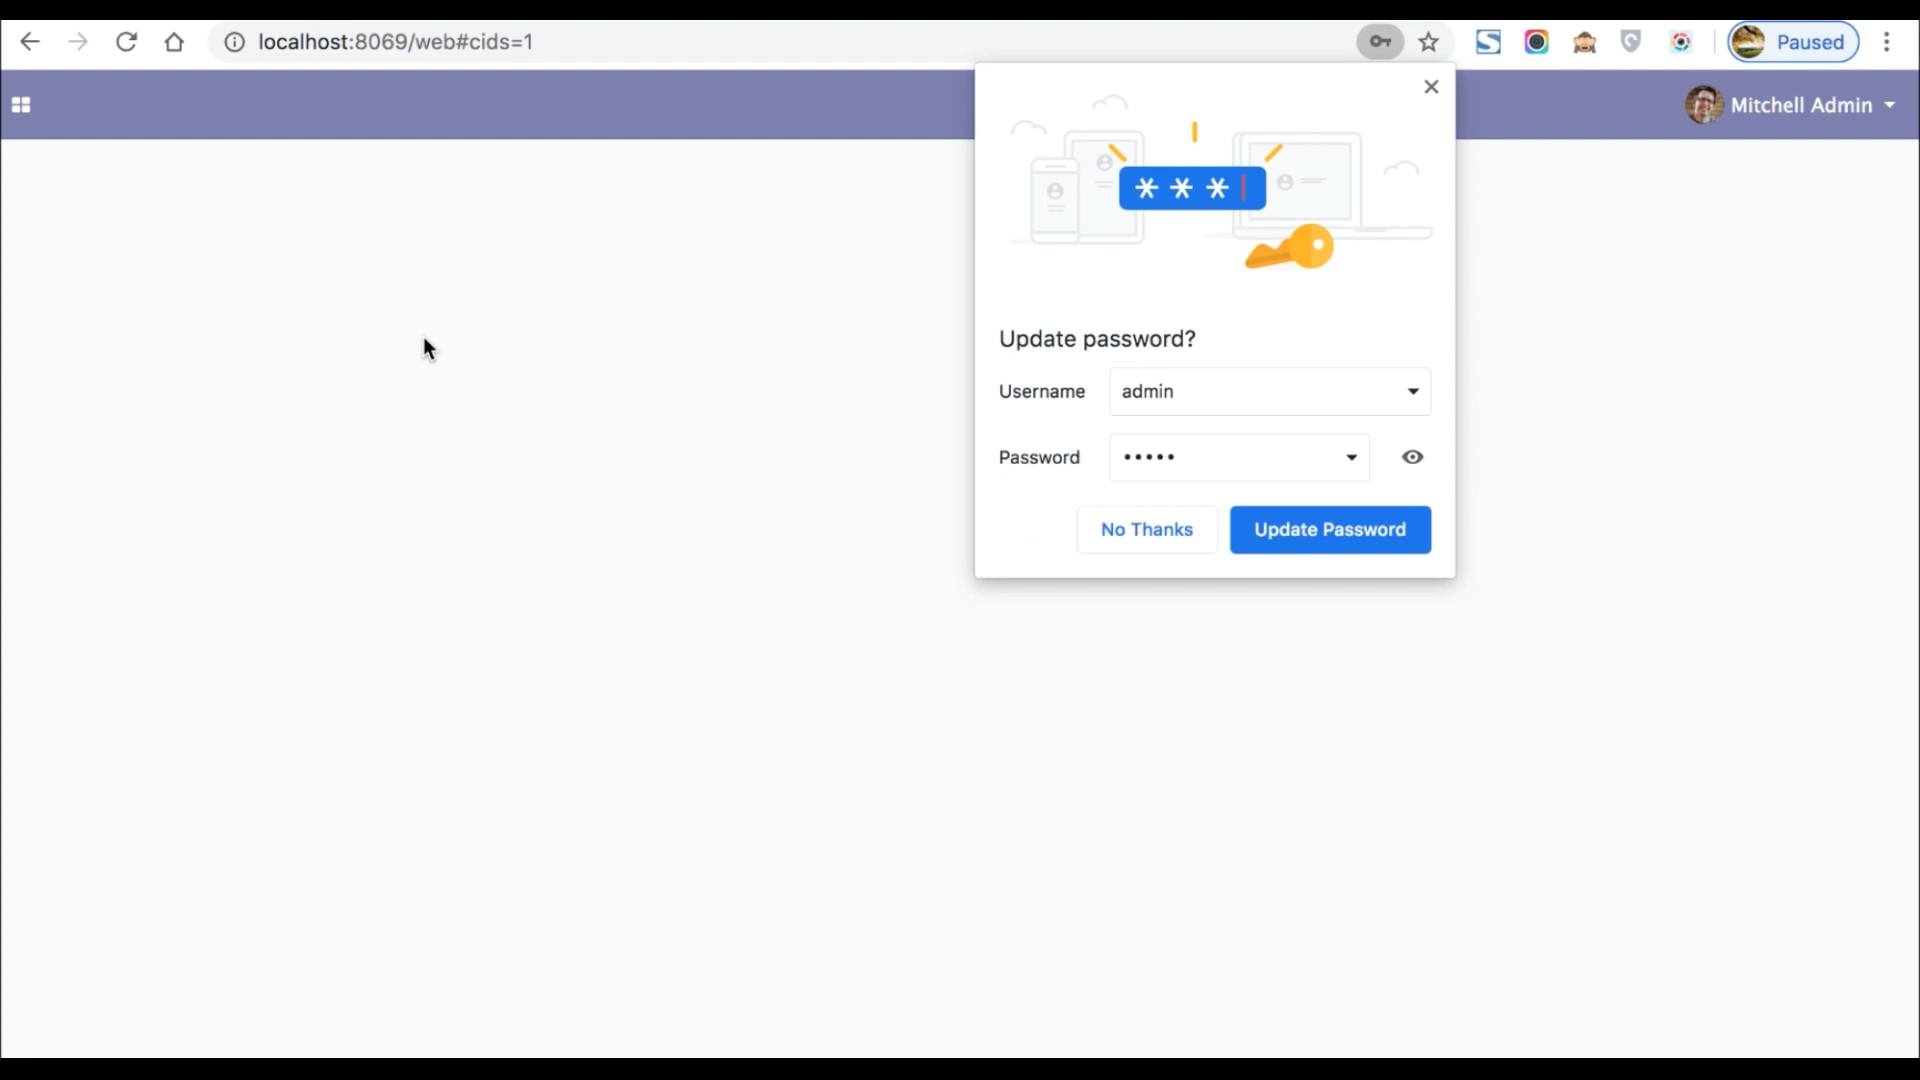 localhost:8069/web#cids=1
Paused
Mitchell Admin
* * *
Update password?
Username admin
Password •••••
No Thanks Update Password